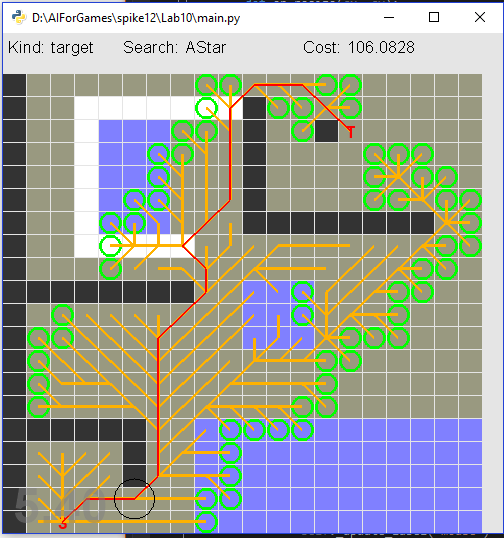 D:\AIForGames\spike12\Lab10\main.py
Kind: target Search: AStar Cost: 106.0828
T
S